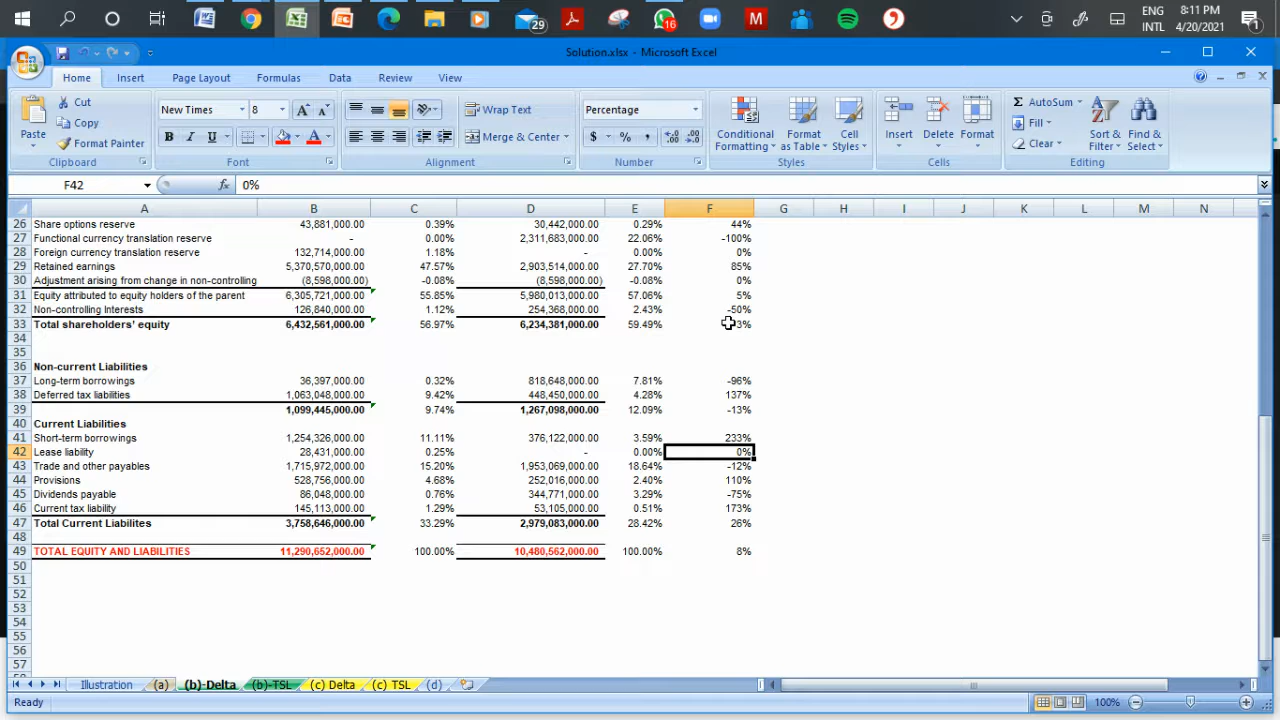 29
16
ENG
INTL
8:11 PM
4/20/2021
1
Solution.xlsx - Microsoft Excel
Home Insert Page Layout Formulas Data Review View
Paste
Cut
Copy
Format Painter
Clipboard
New Times 8
B I U
Font
Wrap Text
Merge & Center
Alignment
Percentage
$ % ,
Number
Conditional Formatting
Format as Table
Cell Styles
Styles
Insert Delete Format
Cells
AutoSum
Fill
Clear
Sort & Filter
Find & Select
Editing
F42 fx 0%
A B C D E F G H I J K L M N
26 Share options reserve 43,881,000.00 0.39% 30,442,000.00 0.29% 44%
27 Functional currency translation reserve - 0.00% 2,311,683,000.00 22.06% -100%
28 Foreign currency translation reserve 132,714,000.00 1.18% - 0.00% 0%
29 Retained earnings 5,370,570,000.00 47.57% 2,903,514,000.00 27.70% 85%
30 Adjustment arising from change in non-controlling (8,598,000.00) -0.08% (8,598,000.00) -0.08% 0%
31 Equity attributed to equity holders of the parent 6,305,721,000.00 55.85% 5,980,013,000.00 57.06% 5%
32 Non-controlling Interests 126,840,000.00 1.12% 254,368,000.00 2.43% -50%
33 Total shareholders' equity 6,432,561,000.00 56.97% 6,234,381,000.00 59.49% 3%
34
35
36 Non-current Liabilities
37 Long-term borrowings 36,397,000.00 0.32% 818,648,000.00 7.81% -96%
38 Deferred tax liabilities 1,063,048,000.00 9.42% 448,450,000.00 4.28% 137%
39 1,099,445,000.00 9.74% 1,267,098,000.00 12.09% -13%
40 Current Liabilities
41 Short-term borrowings 1,254,326,000.00 11.11% 376,122,000.00 3.59% 233%
42 Lease liability 28,431,000.00 0.25% - 0.00% 0%
43 Trade and other payables 1,715,972,000.00 15.20% 1,953,069,000.00 18.64% -12%
44 Provisions 528,756,000.00 4.68% 252,016,000.00 2.40% 110%
45 Dividends payable 86,048,000.00 0.76% 344,771,000.00 3.29% -75%
46 Current tax liability 145,113,000.00 1.29% 53,105,000.00 0.51% 173%
47 Total Current Liabilites 3,758,646,000.00 33.29% 2,979,083,000.00 28.42% 26%
48
49 TOTAL EQUITY AND LIABILITIES 11,290,652,000.00 100.00% 10,480,562,000.00 100.00% 8%
50
51
52
53
54
55
56
57
Illustration (a) (b)-Delta (b)-TSL (c) Delta (c) TSL (d)
Ready 100%